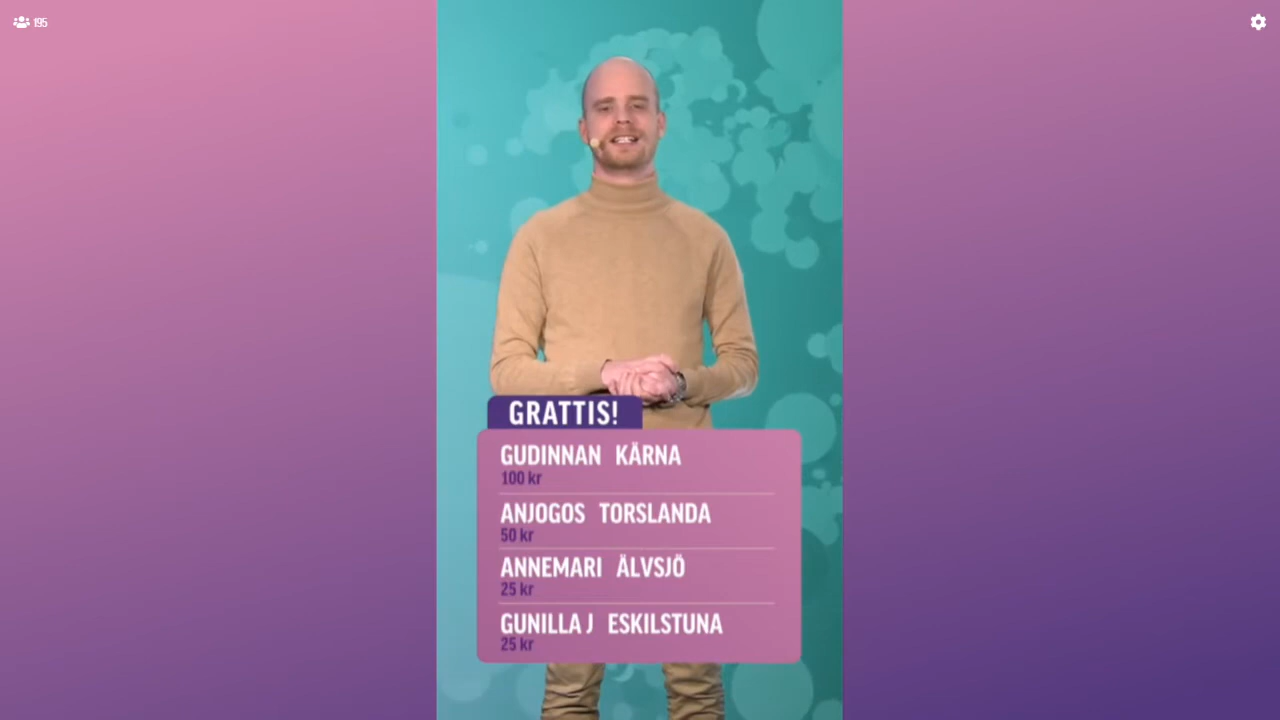 195
GRATTIS!
GUDINNAN KÄRNA
100 kr
ANJOGOS TORSLANDA
50 kr
ANNEMARI ÄLVSJÖ
25 kr
GUNILLA J ESKILSTUNA
25 kr